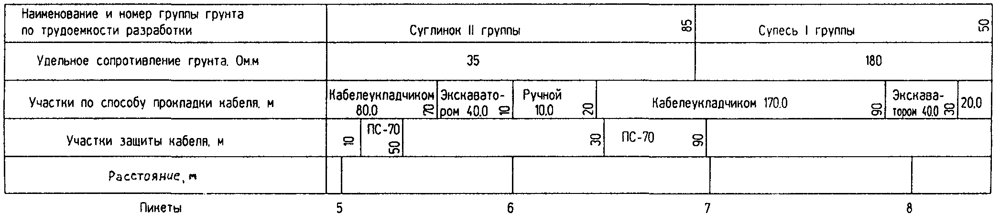 Наименование и номер группы грунта
по трудоемкости разработки
Суглинок II группы
85
Супесь I группы
50
Удельное сопротивление грунта. Ом.м
35
180
Участки по способу прокладки кабеля, м
Кабелеукладчиком
80.0
70
Экскавато-
ром 40.0
10
Ручной
10.0
20
Кабелеукладчиком 170.0
90
Экскава-
тором 40.0
30
20.0
Участки защиты кабеля, м
10
ПС-70
50
30
ПС-70
90
Расстояние, м
Пикеты
5
6
7
8